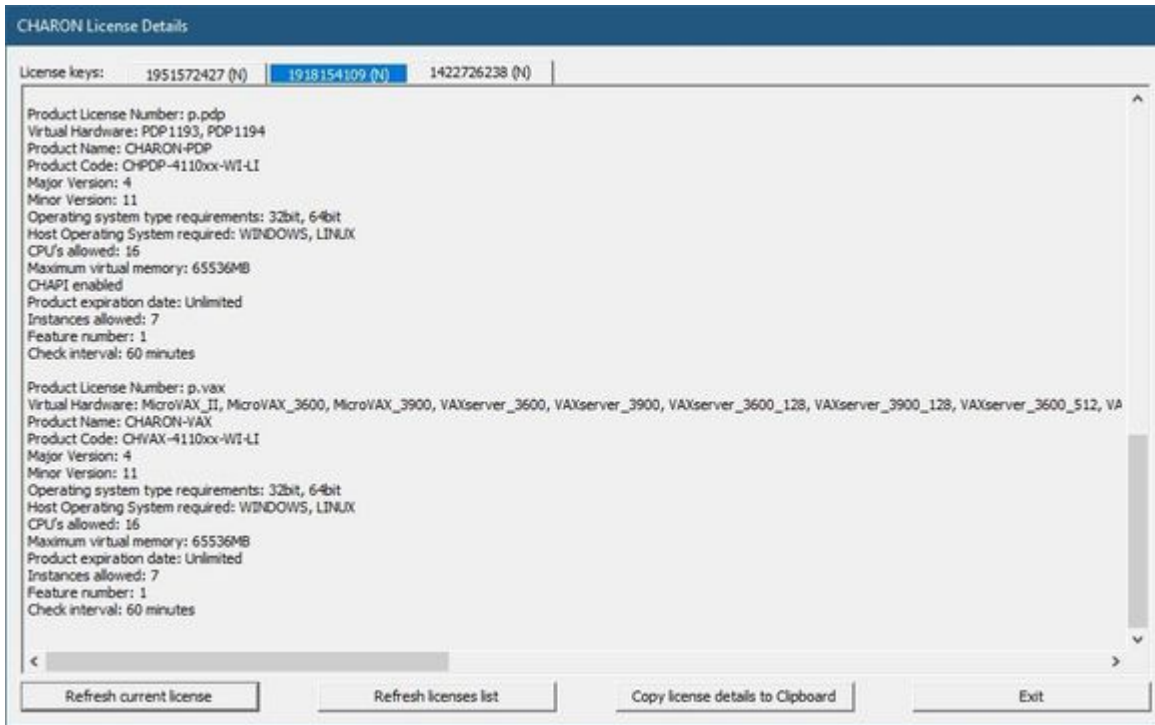 CHARON License Details
License keys: 1951572427 (N) 1918154109 (N) 1422726238 (N)
Product License Number: p.pdp
Virtual Hardware: PDP1193, PDP1194
Product Name: CHARON-PDP
Product Code: CHPDP-4110xx-WI-LI
Major Version: 4
Minor Version: 11
Operating system type requirements: 32bit, 64bit
Host Operating System required: WINDOWS, LINUX
CPU's allowed: 16
Maximum virtual memory: 65536MB
CHAPI enabled
Product expiration date: Unlimited
Instances allowed: 7
Feature number: 1
Check interval: 60 minutes
Product License Number: p.vax
Virtual Hardware: MicroVAX_II, MicroVAX_3600, MicroVAX_3900, VAXserver_3600, VAXserver_3900, VAXserver_3600_128, VAXserver_3900_128, VAXserver_3600_512, VA
Product Name: CHARON-VAX
Product Code: CHVAX-4110xx-WI-LI
Major Version: 4
Minor Version: 11
Operating system type requirements: 32bit, 64bit
Host Operating System required: WINDOWS, LINUX
CPU's allowed: 16
Maximum virtual memory: 65536MB
Product expiration date: Unlimited
Instances allowed: 7
Feature number: 1
Check interval: 60 minutes
Refresh current license Refresh licenses list Copy license details to Clipboard Exit